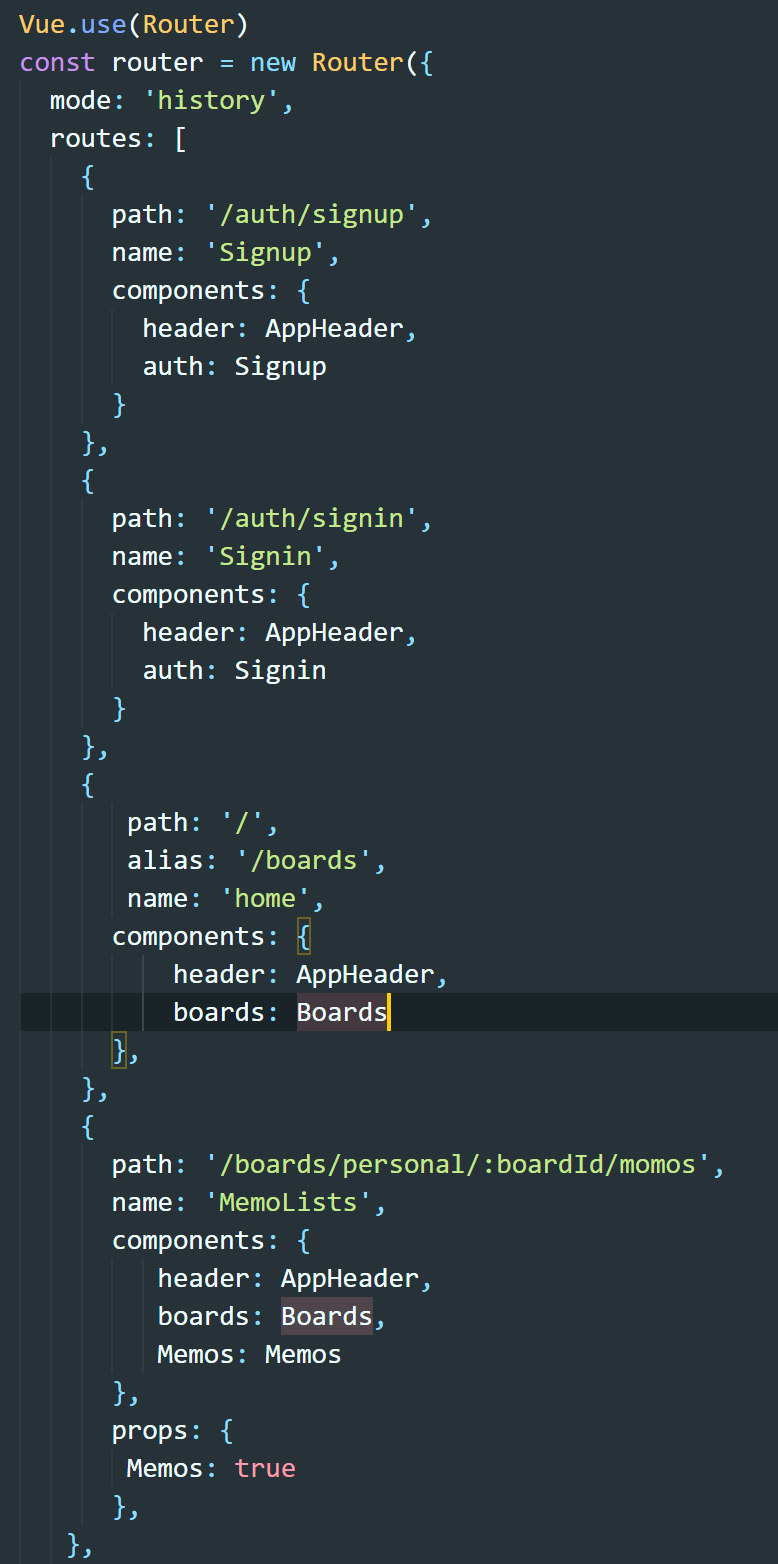 Vue.use(Router)
const router = new Router({
  mode: 'history',
  routes: [
    {
      path: '/auth/signup',
      name: 'Signup',
      components: {
        header: AppHeader,
        auth: Signup
      }
    },
    {
      path: '/auth/signin',
      name: 'Signin',
      components: {
        header: AppHeader,
        auth: Signin
      }
    },
    {
       path: '/',
       alias: '/boards',
       name: 'home',
      components: {
          header: AppHeader,
          boards: Boards
      },
    },
    {
      path: '/boards/personal/:boardId/momos',
      name: 'MemoLists',
      components: {
         header: AppHeader,
         boards: Boards,
         Memos: Memos
      },
      props: {
       Memos: true
      },
   },